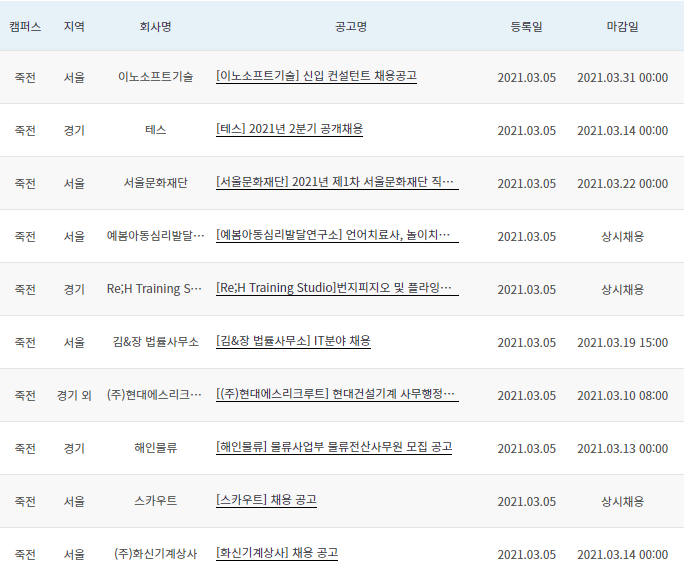 캠퍼스 지역 회사명 공고명 등록일 마감일
죽전 서울 이노소프트기술 [이노소프트기술] 신입 컨설턴트 채용공고 2021.03.05 2021.03.31 00:00
죽전 경기 테스 [테스] 2021년 2분기 공개채용 2021.03.05 2021.03.14 00:00
죽전 서울 서울문화재단 [서울문화재단] 2021년 제1차 서울문화재단 직… 2021.03.05 2021.03.22 00:00
죽전 서울 예봄아동심리발달… [예봄아동심리발달연구소] 언어치료사, 놀이치… 2021.03.05 상시채용
죽전 경기 Re;H Training S… [Re;H Training Studio]번지피지오 및 플라잉… 2021.03.05 상시채용
죽전 서울 김&장 법률사무소 [김&장 법률사무소] IT분야 채용 2021.03.05 2021.03.19 15:00
죽전 경기 외 (주)현대에스리크… [(주)현대에스리크루트] 현대건설기계 사무행정… 2021.03.05 2021.03.10 08:00
죽전 경기 해인물류 [해인물류] 물류사업부 물류전산사무원 모집 공고 2021.03.05 2021.03.13 00:00
죽전 서울 스카우트 [스카우트] 채용 공고 2021.03.05 상시채용
죽전 서울 (주)화신기계상사 [화신기계상사] 채용 공고 2021.03.05 2021.03.14 00:00